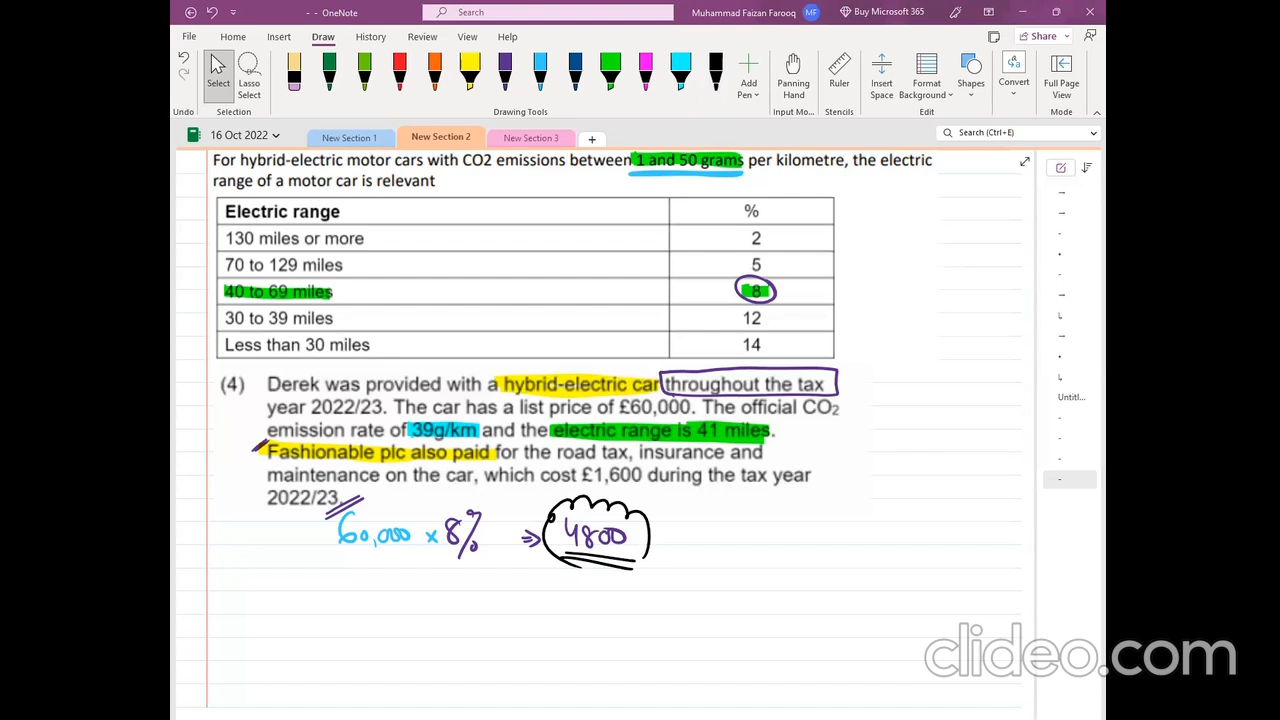 - - OneNote
Search
Muhammad Faizan Farooq
MF
Buy Microsoft 365
File
Home
Insert
Draw
History
Review
View
Help
Share
Undo
Select
Lasso
Select
Selection
Drawing Tools
Add
Pen
Panning
Hand
Input Mo...
Ruler
Stencils
Insert
Space
Format
Background
Shapes
Edit
Convert
Full Page
View
Mode
16 Oct 2022
New Section 1
New Section 2
New Section 3
+
Search (Ctrl+E)
For hybrid-electric motor cars with CO2 emissions between 1 and 50 grams per kilometre, the electric
range of a motor car is relevant
Electric range %
130 miles or more 2
70 to 129 miles 5
40 to 69 miles 8
30 to 39 miles 12
Less than 30 miles 14
(4) Derek was provided with a hybrid-electric car throughout the tax
year 2022/23. The car has a list price of £60,000. The official CO₂
emission rate of 39g/km and the electric range is 41 miles.
Fashionable plc also paid for the road tax, insurance and
maintenance on the car, which cost £1,600 during the tax year
2022/23.
60,000 × 8% ⇒ 4800
Untitl...
clideo.com